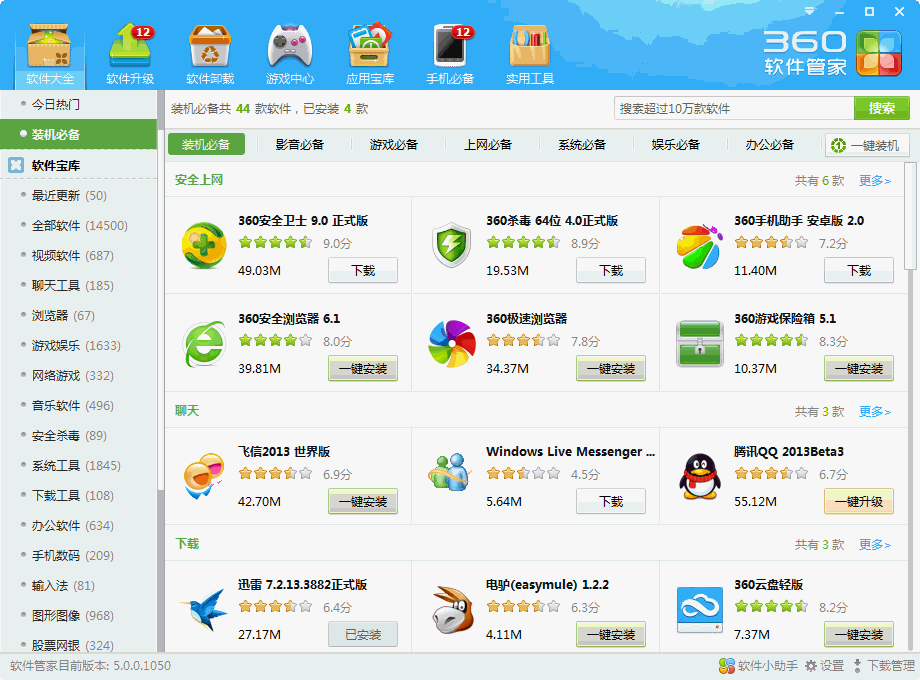 软件大全
12
软件升级
软件卸载
游戏中心
应用宝库
12
手机必备
实用工具
360
软件管家
今日热门
装机必备
软件宝库
最近更新 (50)
全部软件 (14500)
视频软件 (687)
聊天工具 (185)
浏览器 (67)
游戏娱乐 (1633)
网络游戏 (332)
音乐软件 (496)
安全杀毒 (89)
系统工具 (1845)
下载工具 (108)
办公软件 (634)
手机数码 (209)
输入法 (81)
图形图像 (968)
股票网银 (324)
装机必备共 44 款软件，已安装 4 款
搜索超过10万款软件
搜索
装机必备 影音必备 游戏必备 上网必备 系统必备 娱乐必备 办公必备 一键装机
安全上网 共有 6 款 更多>
360安全卫士 9.0 正式版
9.0分
49.03M 下载
360杀毒 64位 4.0正式版
8.9分
19.53M 下载
360手机助手 安卓版 2.0
7.2分
11.40M 下载
360安全浏览器 6.1
8.0分
39.81M 一键安装
360极速浏览器
7.8分
34.37M 一键安装
360游戏保险箱 5.1
8.3分
10.37M 一键安装
聊天 共有 3 款 更多>
飞信2013 世界版
6.9分
42.70M 一键安装
Windows Live Messenger ...
4.5分
5.64M 下载
腾讯QQ 2013Beta3
6.7分
55.12M 一键升级
下载 共有 3 款 更多>
迅雷 7.2.13.3882正式版
6.4分
27.17M 已安装
电驴(easymule) 1.2.2
6.3分
4.11M 一键安装
360云盘轻版
8.2分
7.37M 一键安装
软件管家目前版本: 5.0.0.1050
软件小助手 设置 下载管理